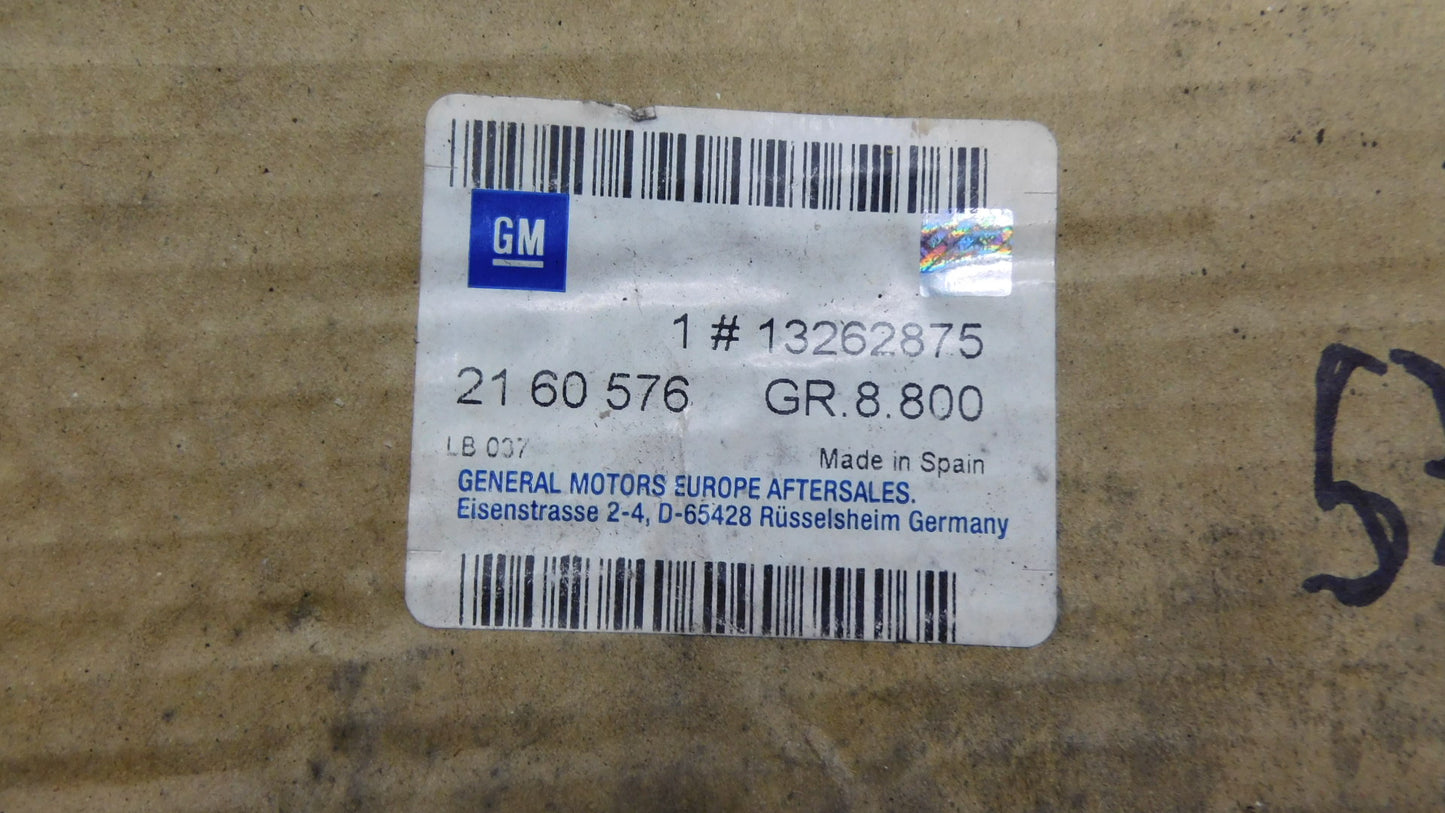 GM
1 # 13262875
21 60 576 GR.8.800
LB 037
Made in Spain
GENERAL MOTORS EUROPE AFTERSALES.
Eisenstrasse 2-4, D-65428 Rüsselsheim Germany